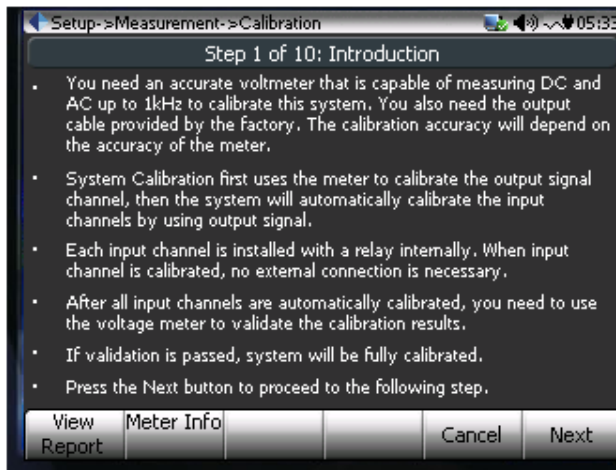 Setup->Measurement->Calibration 05:33
Step 1 of 10: Introduction
• You need an accurate voltmeter that is capable of measuring DC and
AC up to 1kHz to calibrate this system. You also need the output
cable provided by the factory. The calibration accuracy will depend on
the accuracy of the meter.
• System Calibration first uses the meter to calibrate the output signal
channel, then the system will automatically calibrate the input
channels by using output signal.
• Each input channel is installed with a relay internally. When input
channel is calibrated, no external connection is necessary.
• After all input channels are automatically calibrated, you need to use
the voltage meter to validate the calibration results.
• If validation is passed, system will be fully calibrated.
• Press the Next button to proceed to the following step.
View Report Meter Info Cancel Next